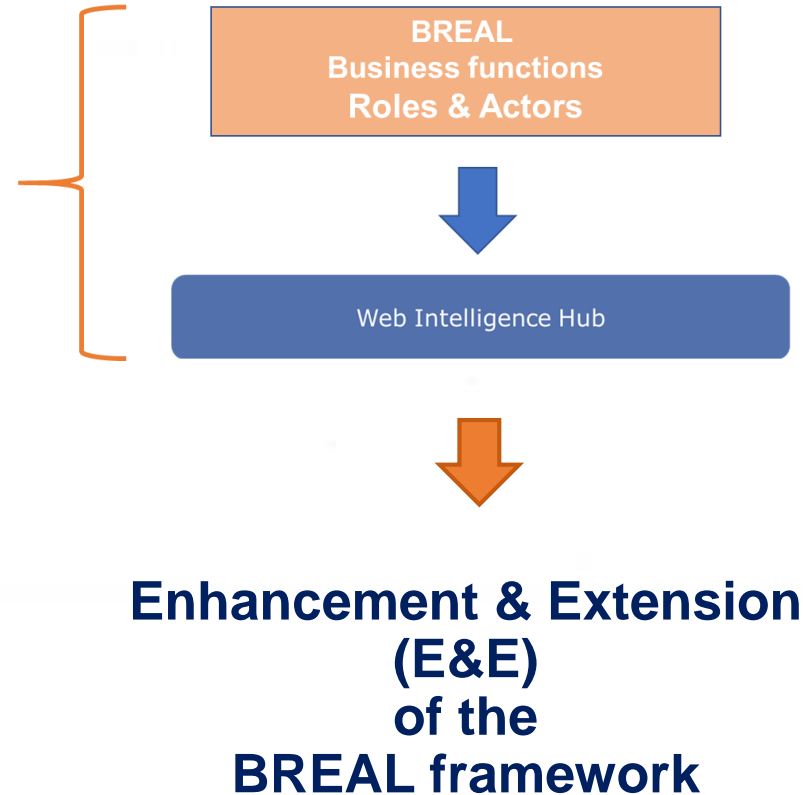 BREAL
Business functions
Roles & Actors
Web Intelligence Hub
Enhancement & Extension
(E&E)
of the
BREAL framework